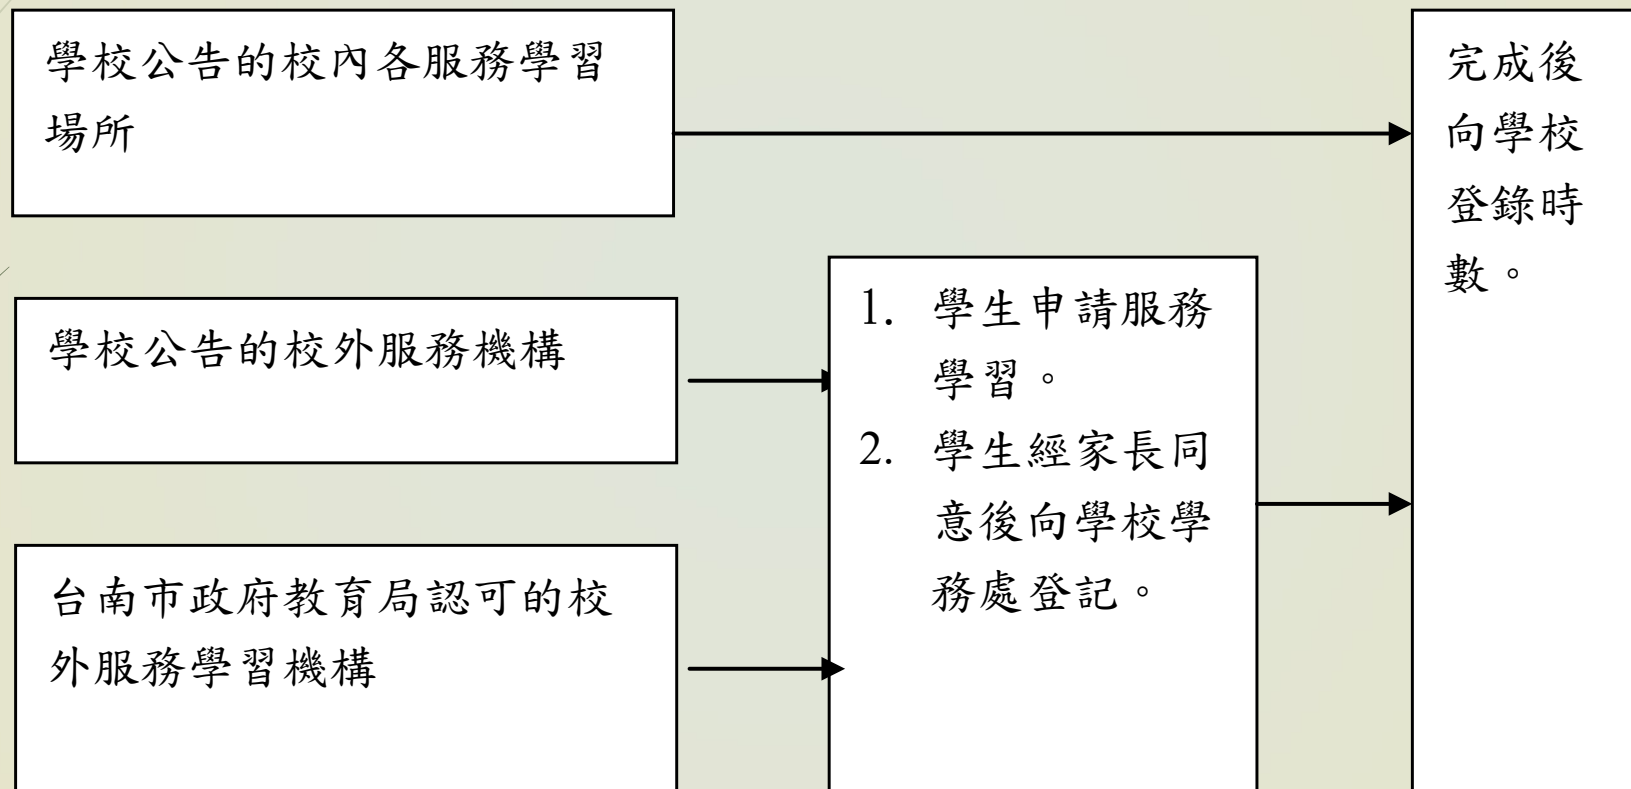 學校公告的校內各服務學習
場所
學校公告的校外服務機構
台南市政府教育局認可的校
外服務學習機構
1. 學生申請服務
學習。
2. 學生經家長同
意後向學校學
務處登記。
完成後
向學校
登錄時
數。